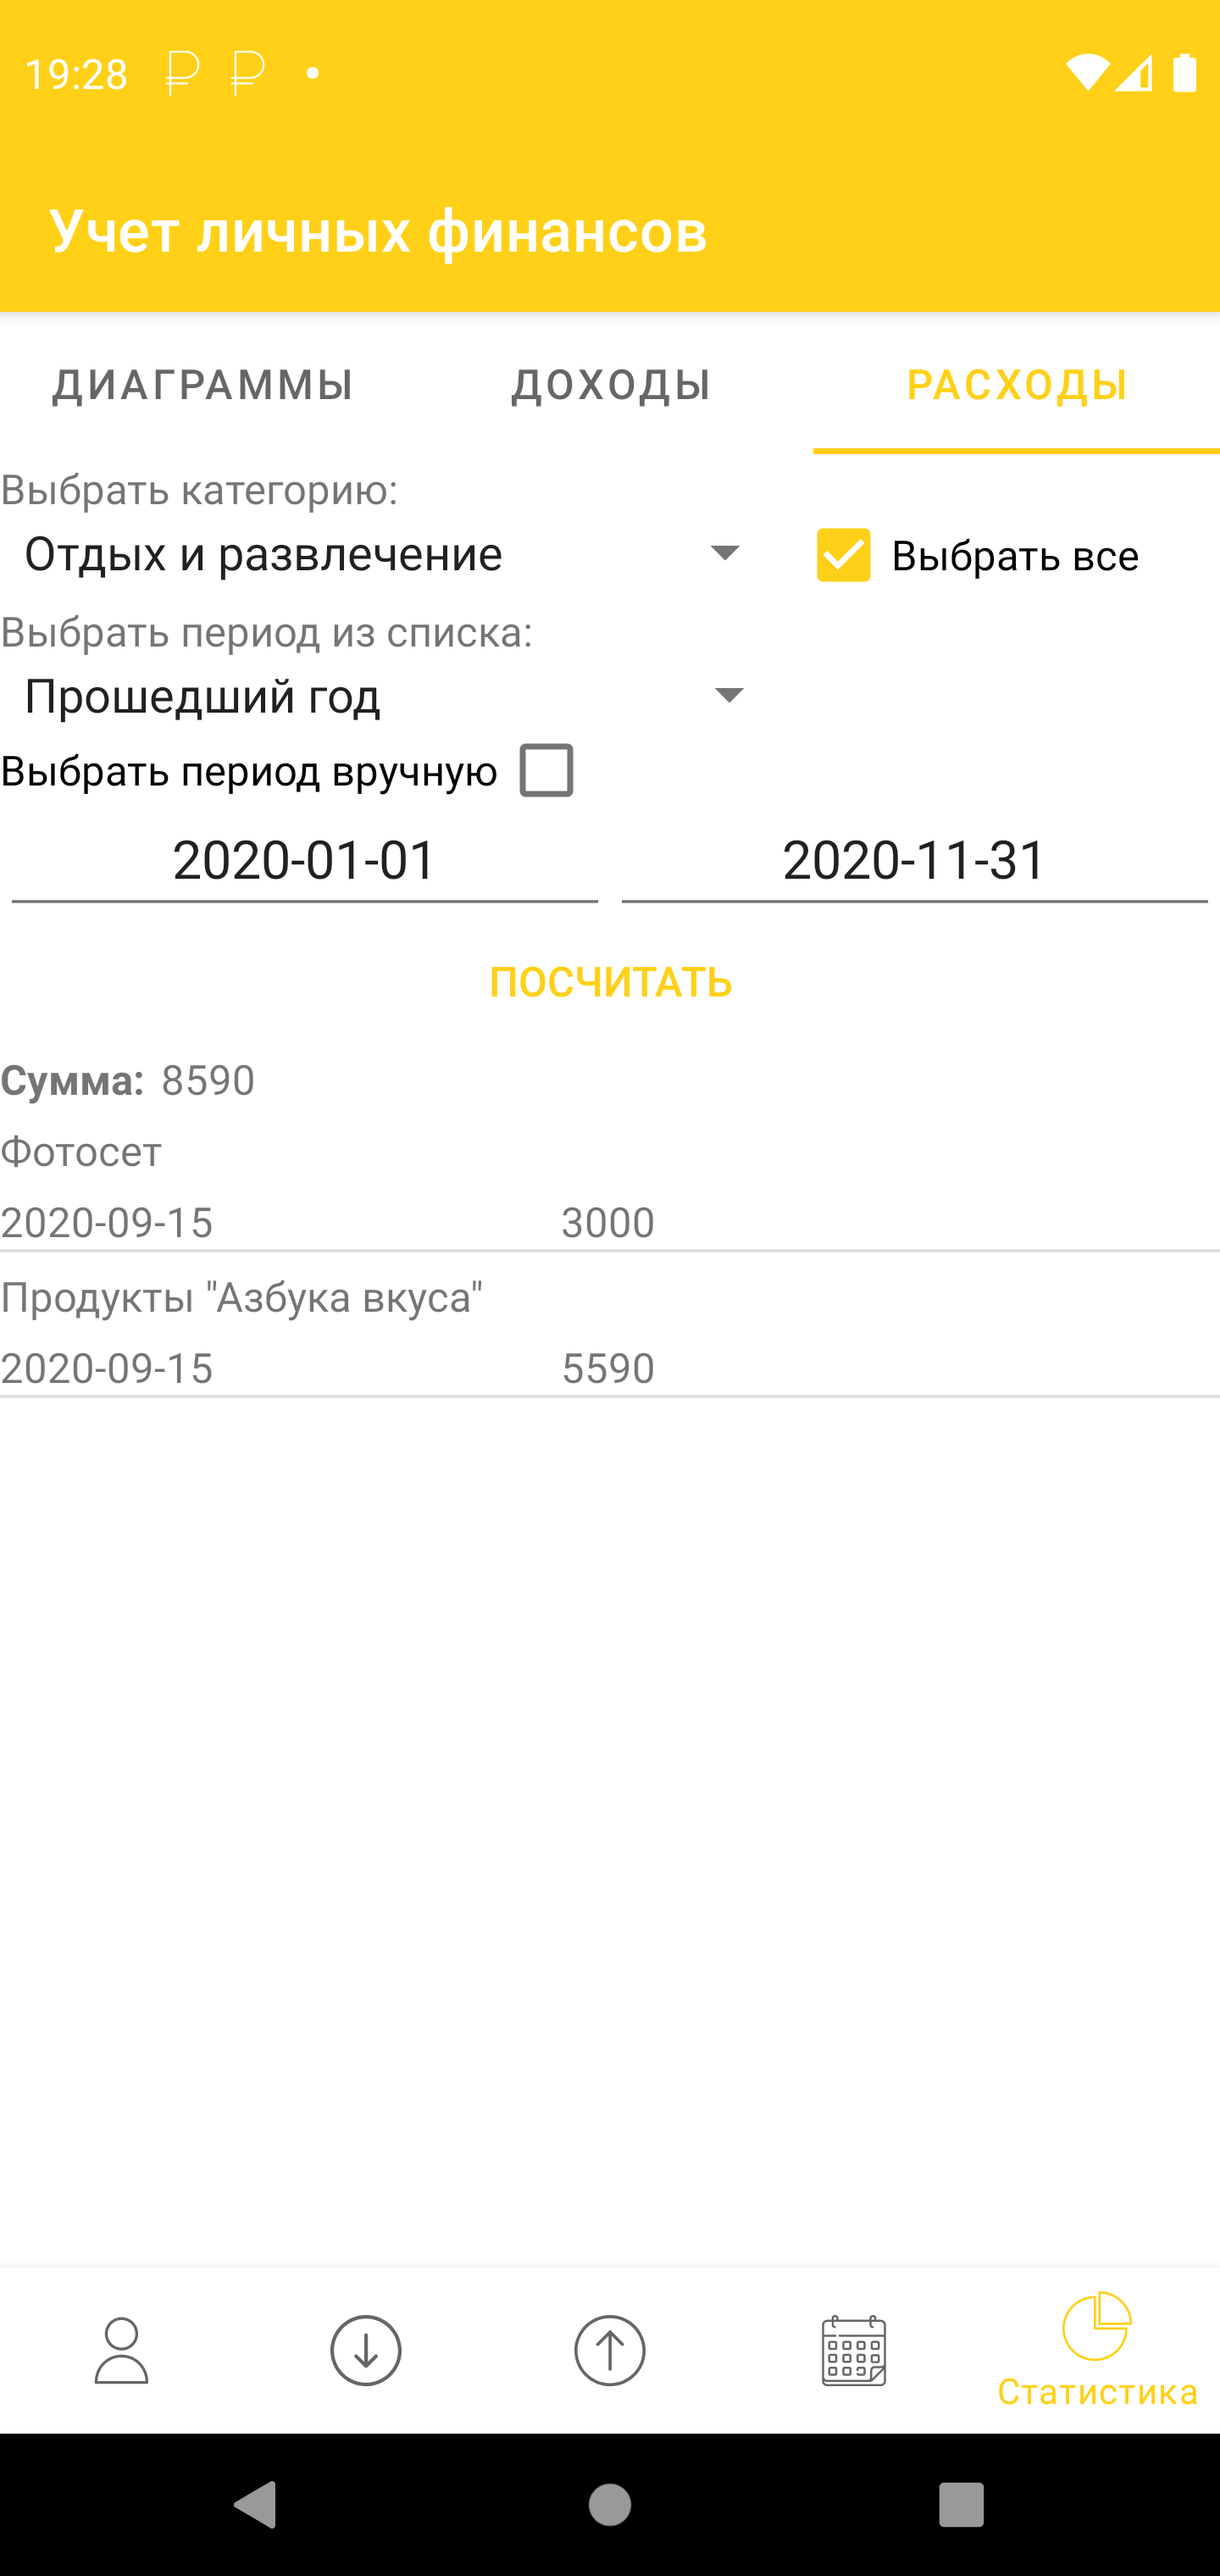 19:28
Учет личных финансов
ДИАГРАММЫ ДОХОДЫ РАСХОДЫ
Выбрать категорию:
Отдых и развлечение Выбрать все
Выбрать период из списка:
Прошедший год
Выбрать период вручную
2020-01-01 2020-11-31
ПОСЧИТАТЬ
Сумма: 8590
Фотосет
2020-09-15 3000
Продукты "Азбука вкуса"
2020-09-15 5590
Статистика